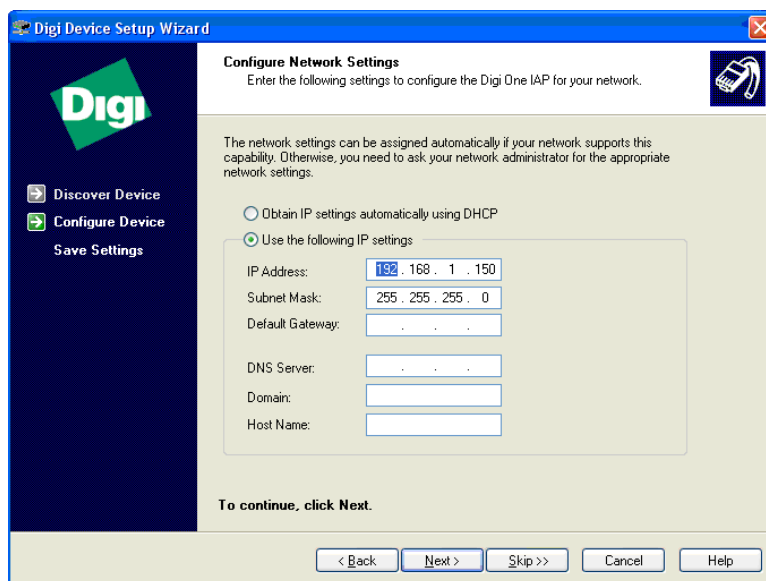 Digi Device Setup Wizard
Digi
Discover Device
Configure Device
Save Settings
Configure Network Settings
Enter the following settings to configure the Digi One IAP for your network.
The network settings can be assigned automatically if your network supports this
capability. Otherwise, you need to ask your network administrator for the appropriate
network settings.
Obtain IP settings automatically using DHCP
Use the following IP settings
IP Address: 192 . 168 . 1 . 150
Subnet Mask: 255 . 255 . 255 . 0
Default Gateway: . . .
DNS Server: . . .
Domain:
Host Name:
To continue, click Next.
< Back Next > Skip >> Cancel Help